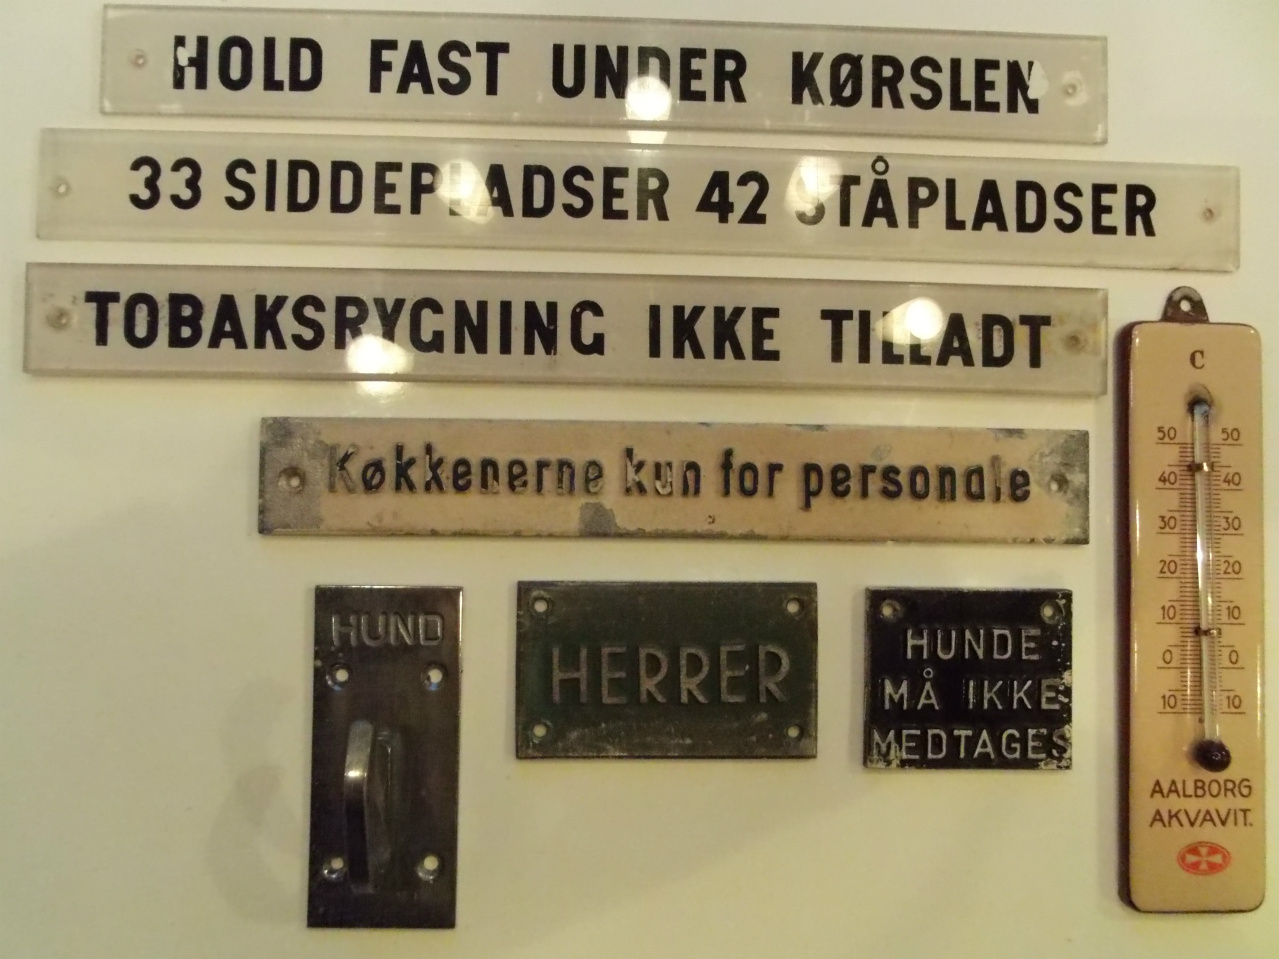 HOLD FAST UNDER KØRSLEN
33 SIDDEPLADSER 42 STÅPLADSER
TOBAKSRYGNING IKKE TILLADT
Køkkenerne kun for personale
HUND
HERRER
HUNDE
MÅ IKKE
MEDTAGES
C
50 50
40 40
30 30
20 20
10 10
0 0
10 10
AALBORG
AKVAVIT.